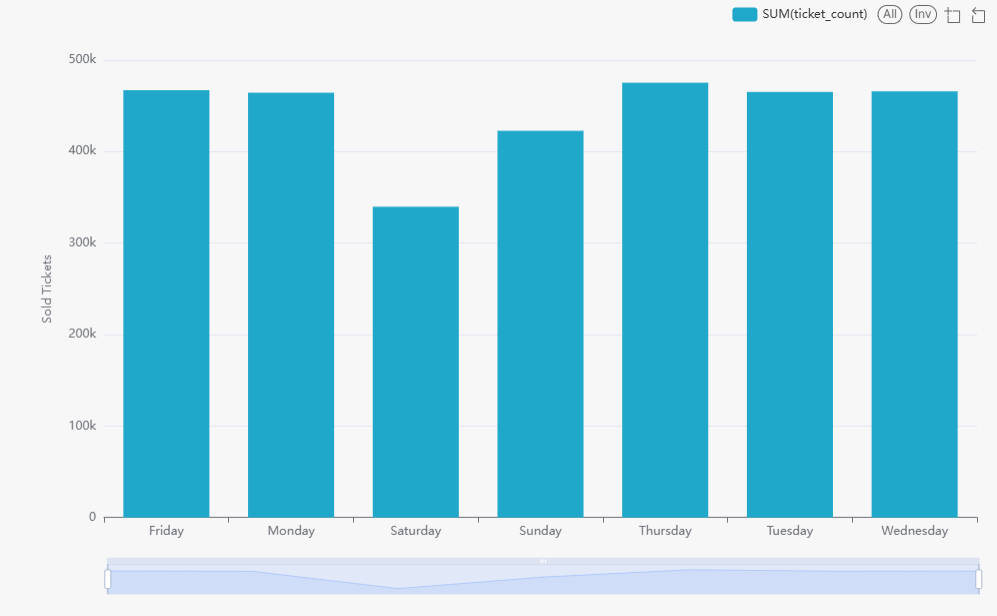 SUM(ticket_count) All Inv
500k
400k
300k
200k
100k
0
Sold Tickets
Friday Monday Saturday Sunday Thursday Tuesday Wednesday